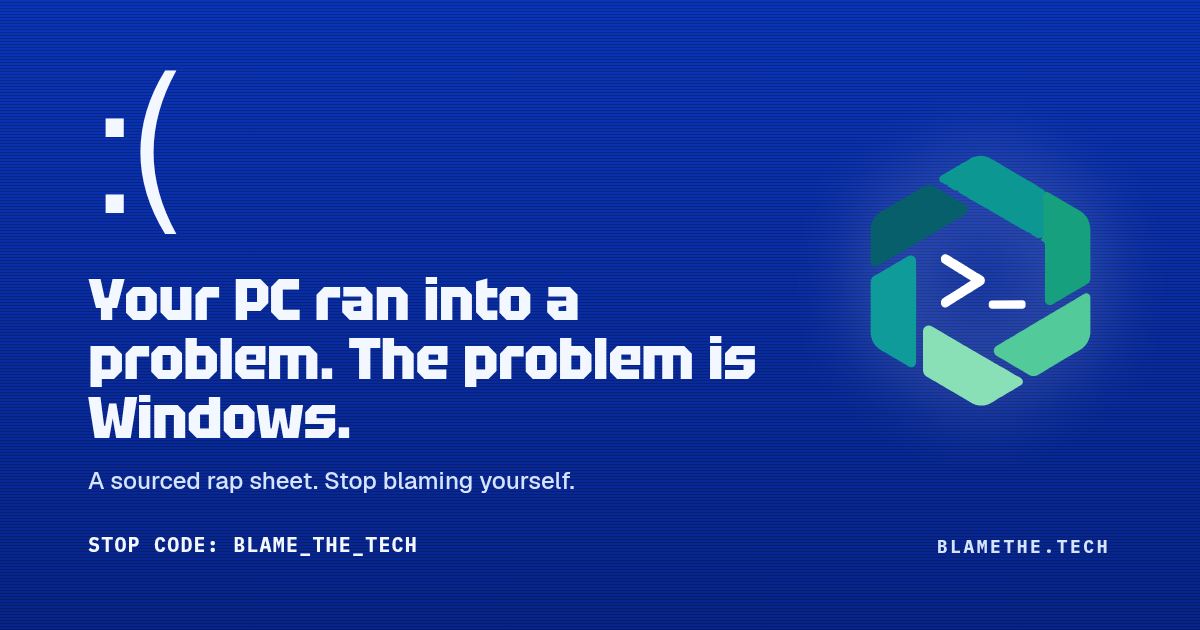 :(
Your PC ran into a
problem. The problem is
Windows.
A sourced rap sheet. Stop blaming yourself.
STOP CODE: BLAME_THE_TECH
BLAMETHE.TECH
>_